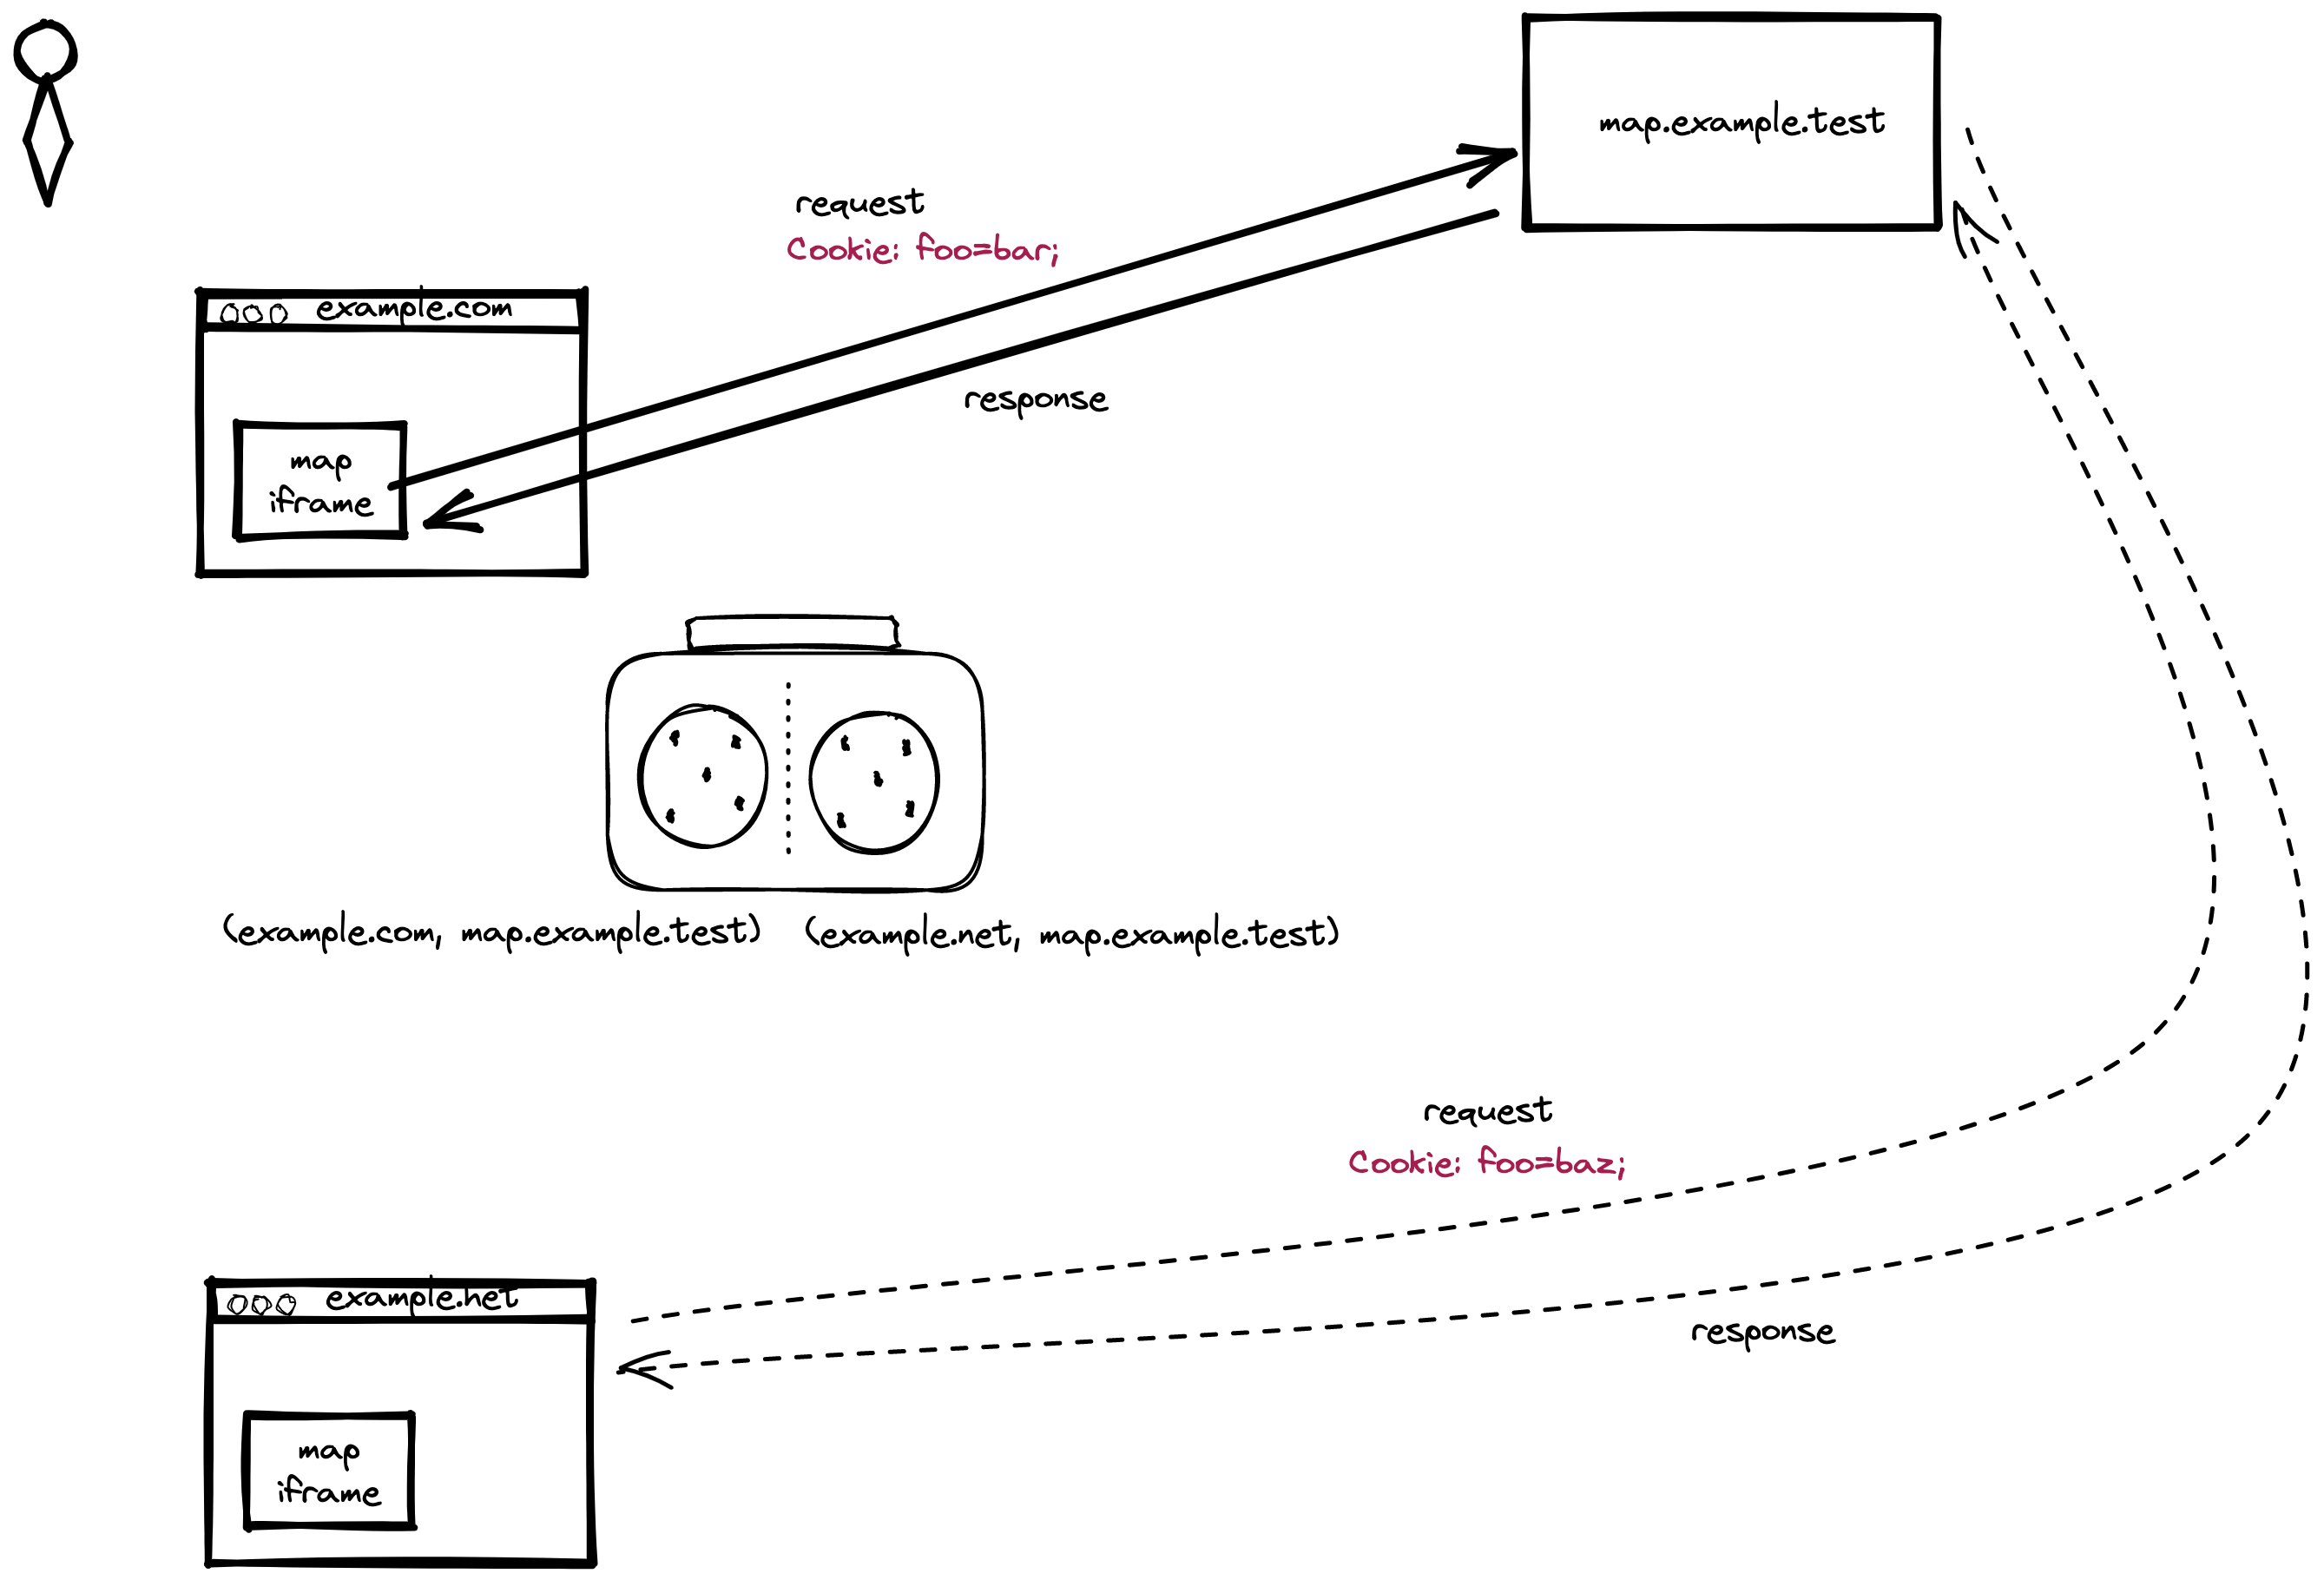 map.example.test
request
Cookie: foo=bar;
example.com
response
map
iframe
(example.com, map.example.test)
(example.net, map.example.test)
request
Cookie: foo=baz;
example.net
response
map
iframe